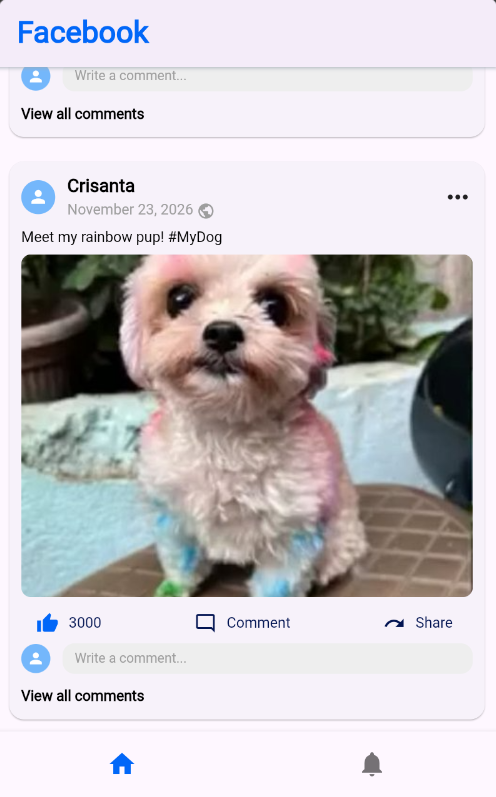 Facebook
Write a comment...
View all comments
Crisanta
November 23, 2026
Meet my rainbow pup! #MyDog
3000 Comment Share
Write a comment...
View all comments